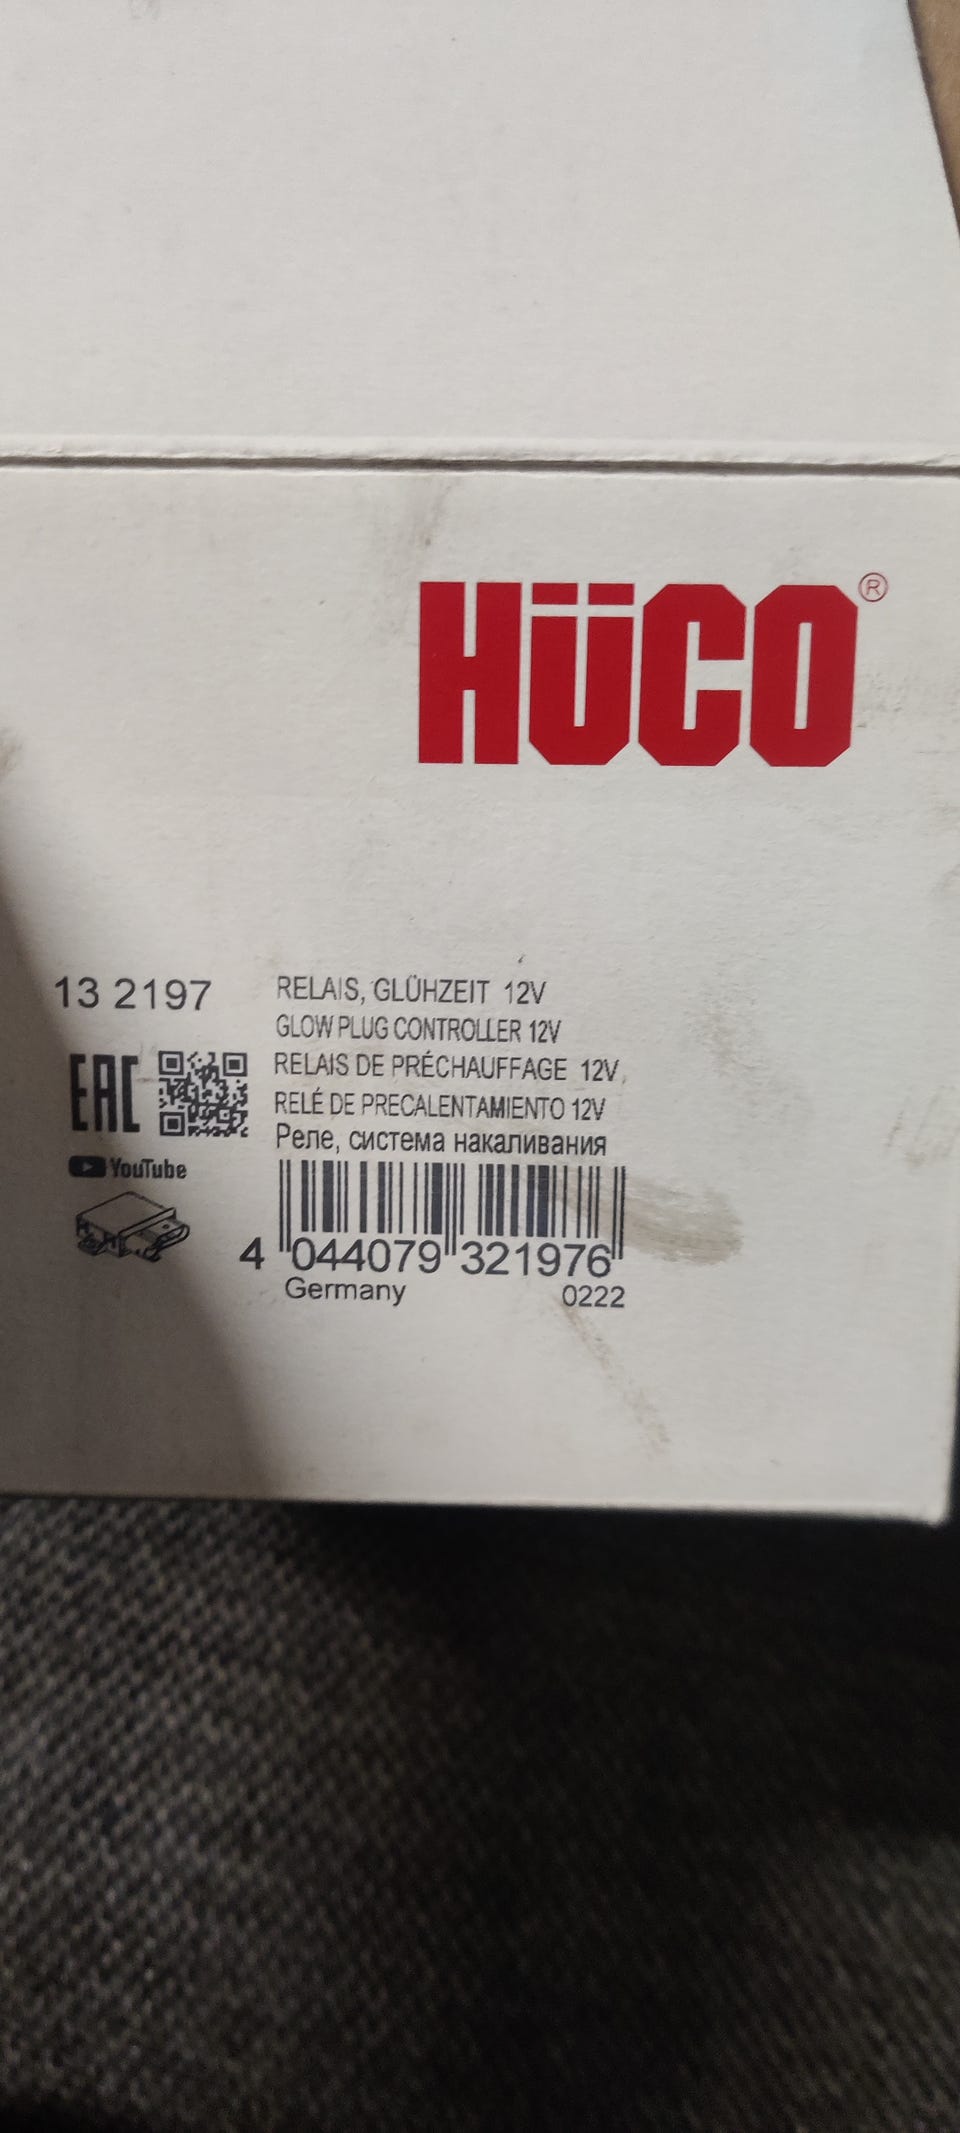 HÜCO®
13 2197
RELAIS, GLÜHZEIT 12V
GLOW PLUG CONTROLLER 12V
RELAIS DE PRÉCHAUFFAGE 12V
RELÉ DE PRECALENTAMIENTO 12V
Реле, система накаливания
EAC
YouTube
4 044079 321976
Germany
0222